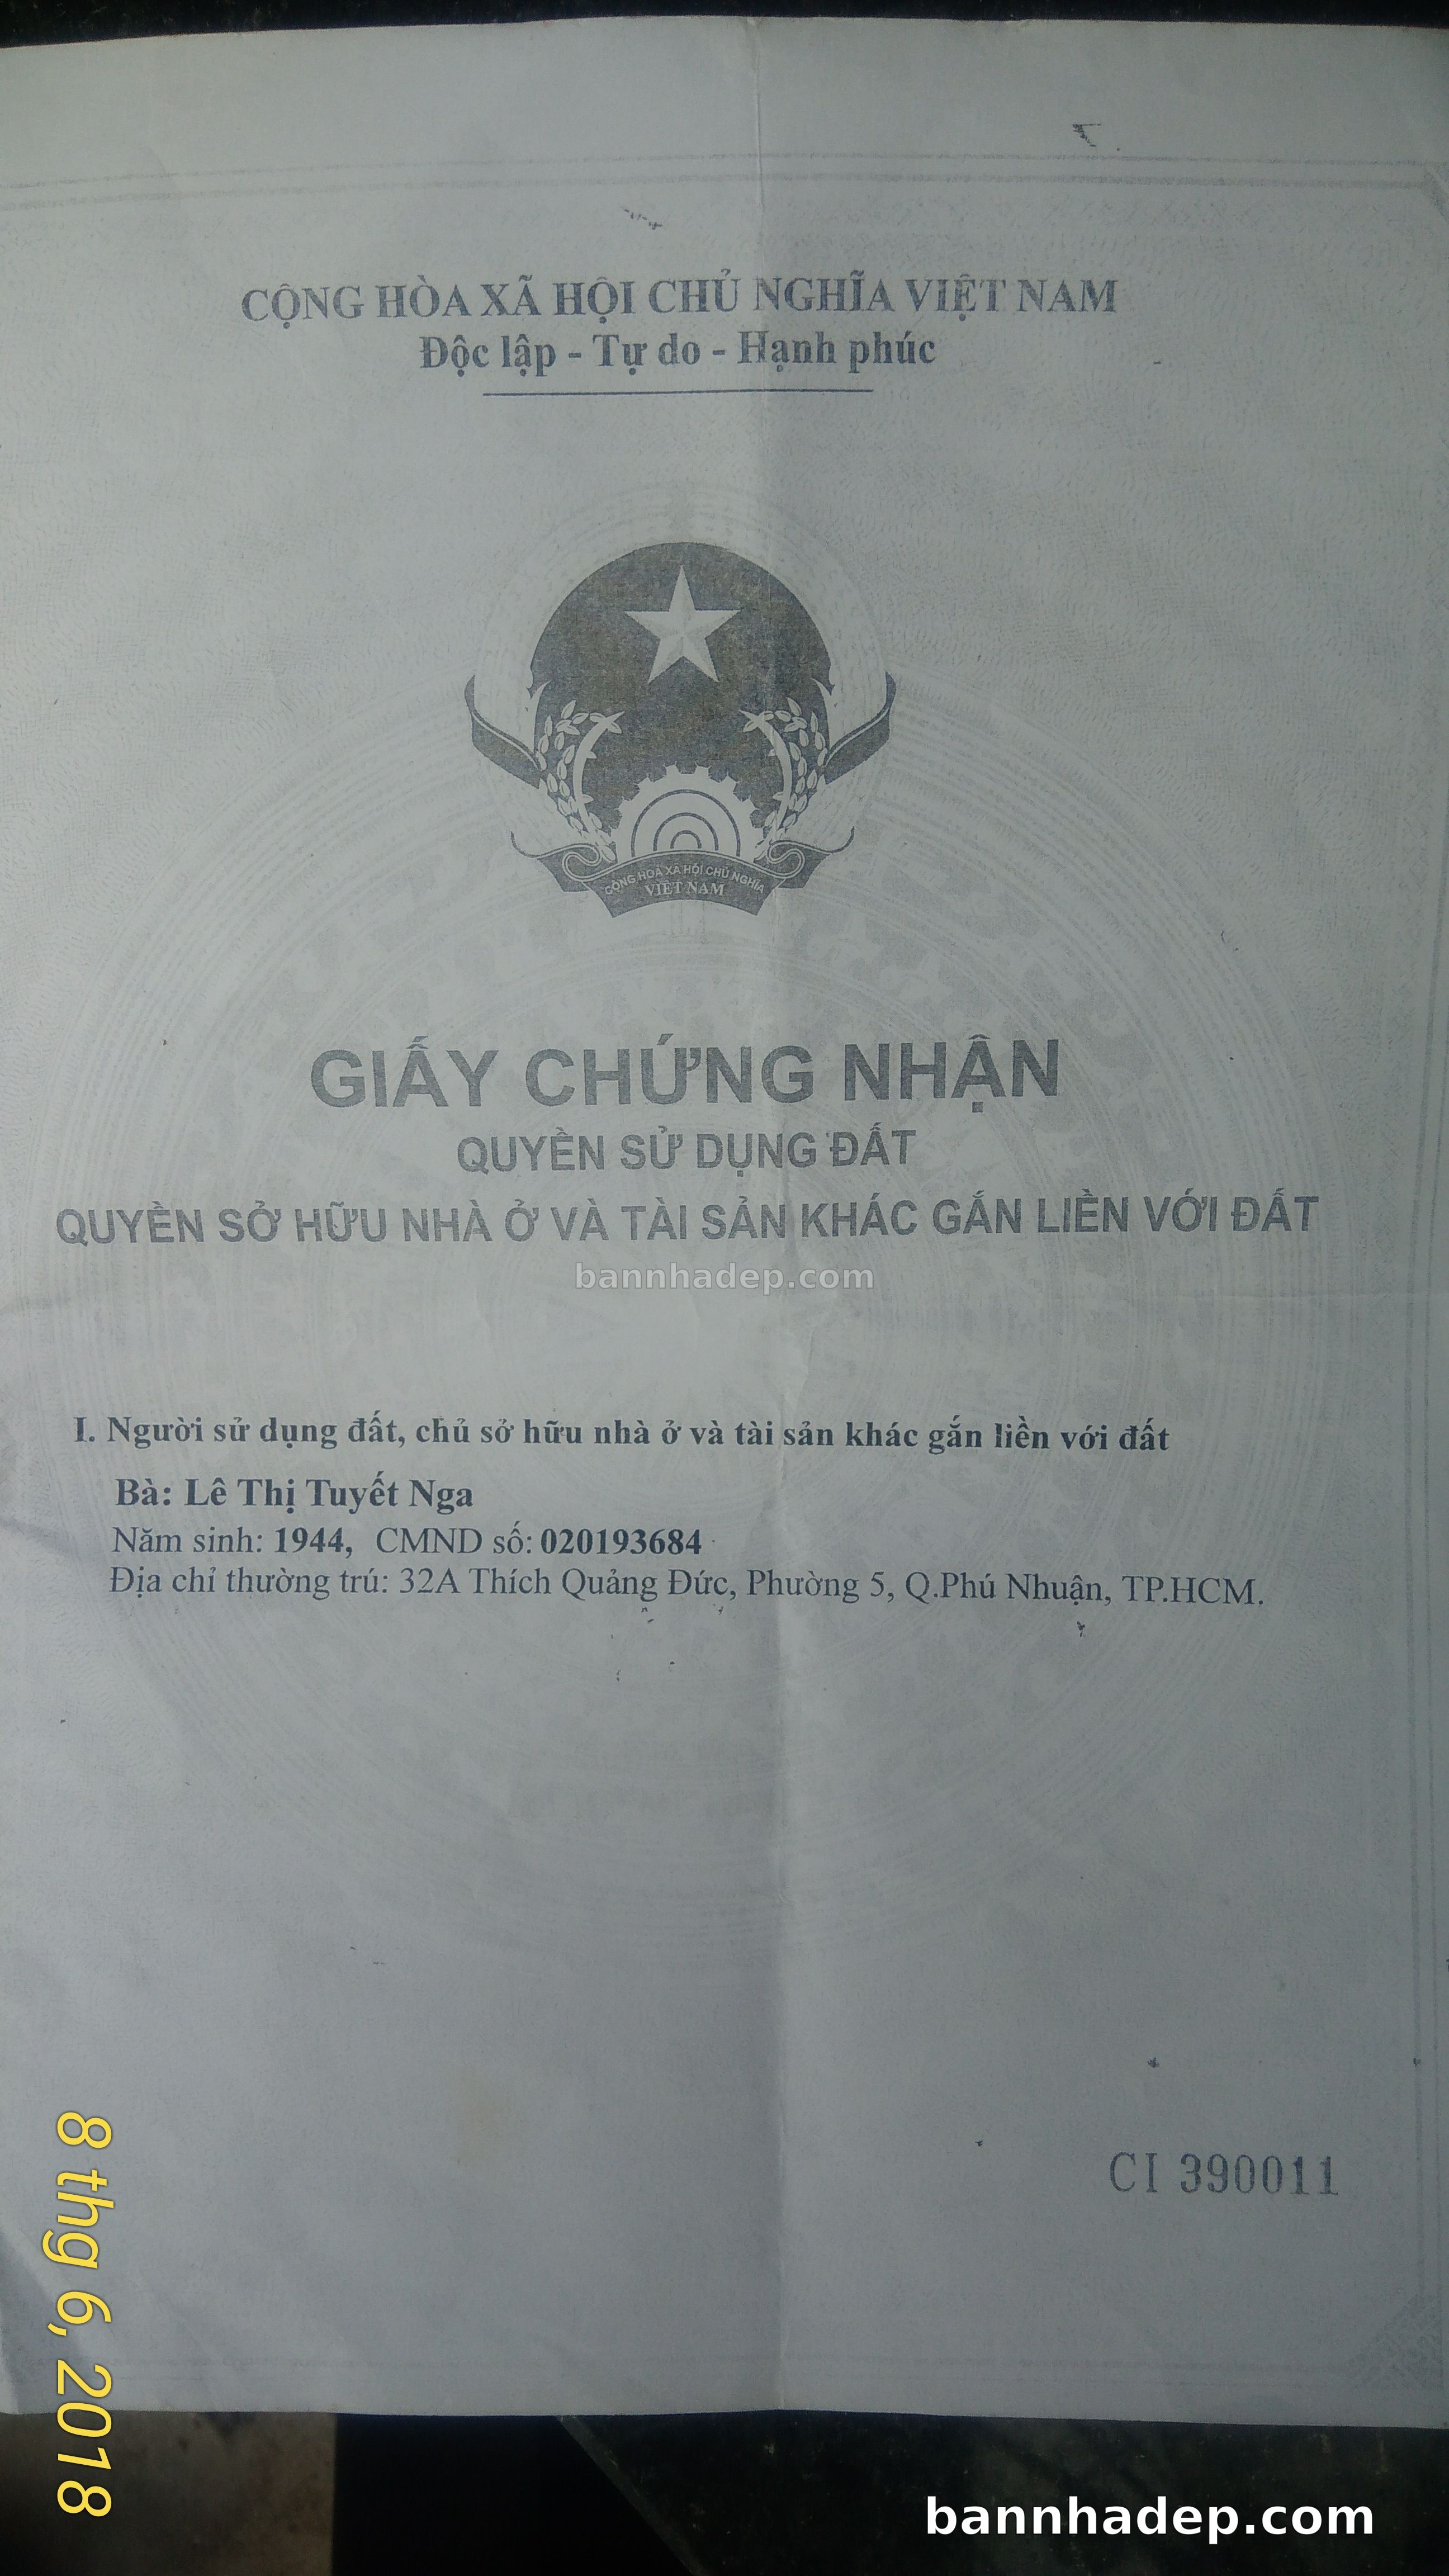 CỘNG HÒA XÃ HỘI CHỦ NGHĨA VIỆT NAM
Độc lập - Tự do - Hạnh phúc
CỘNG HOÀ XÃ HỘI CHỦ NGHĨA
VIỆT NAM
GIẤY CHỨNG NHẬN
QUYỀN SỬ DỤNG ĐẤT
QUYỀN SỞ HỮU NHÀ Ở VÀ TÀI SẢN KHÁC GẮN LIỀN VỚI ĐẤT
bannhadep.com
I. Người sử dụng đất, chủ sở hữu nhà ở và tài sản khác gắn liền với đất
Bà: Lê Thị Tuyết Nga
Năm sinh: 1944, CMND số: 020193684
Địa chỉ thường trú: 32A Thích Quảng Đức, Phường 5, Q.Phú Nhuận, TP.HCM.
CI 390011
8 thg 6, 2018
bannhadep.com